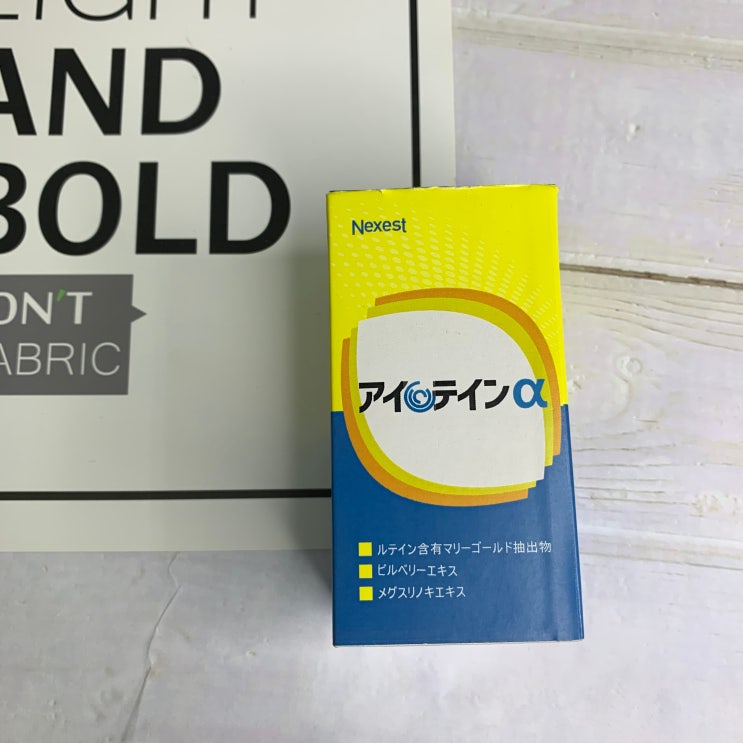 AND
BOLD
ON'T
ABRIC
Nexest
アイ テインα
ルテイン含有マリーゴールド抽出物
ビルベリーエキス
メグスリノキエキス